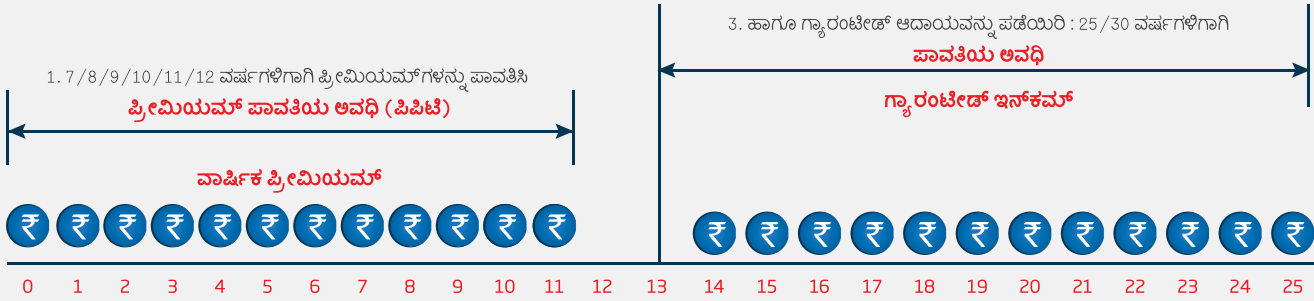 3. ಹಾಗೂ ಗ್ಯಾರಂಟೀಡ್ ಆದಾಯವನ್ನು ಪಡೆಯಿರಿ : 25/30 ವರ್ಷಗಳಿಗಾಗಿ
ಪಾವತಿಯ ಅವಧಿ
ಗ್ಯಾರಂಟೀಡ್ ಇನ್‌ಕಮ್
1. 7/8/9/10/11/12 ವರ್ಷಗಳಿಗಾಗಿ ಪ್ರೀಮಿಯಮ್‌ಗಳನ್ನು ಪಾವತಿಸಿ
ಪ್ರೀಮಿಯಮ್ ಪಾವತಿಯ ಅವಧಿ (ಪಿಪಿಟಿ)
ವಾರ್ಷಿಕ ಪ್ರೀಮಿಯಮ್
₹ ₹ ₹ ₹ ₹ ₹ ₹ ₹ ₹ ₹ ₹ ₹ ₹ ₹ ₹ ₹ ₹ ₹ ₹ ₹ ₹ ₹ ₹ ₹
0 1 2 3 4 5 6 7 8 9 10 11 12 13 14 15 16 17 18 19 20 21 22 23 24 25